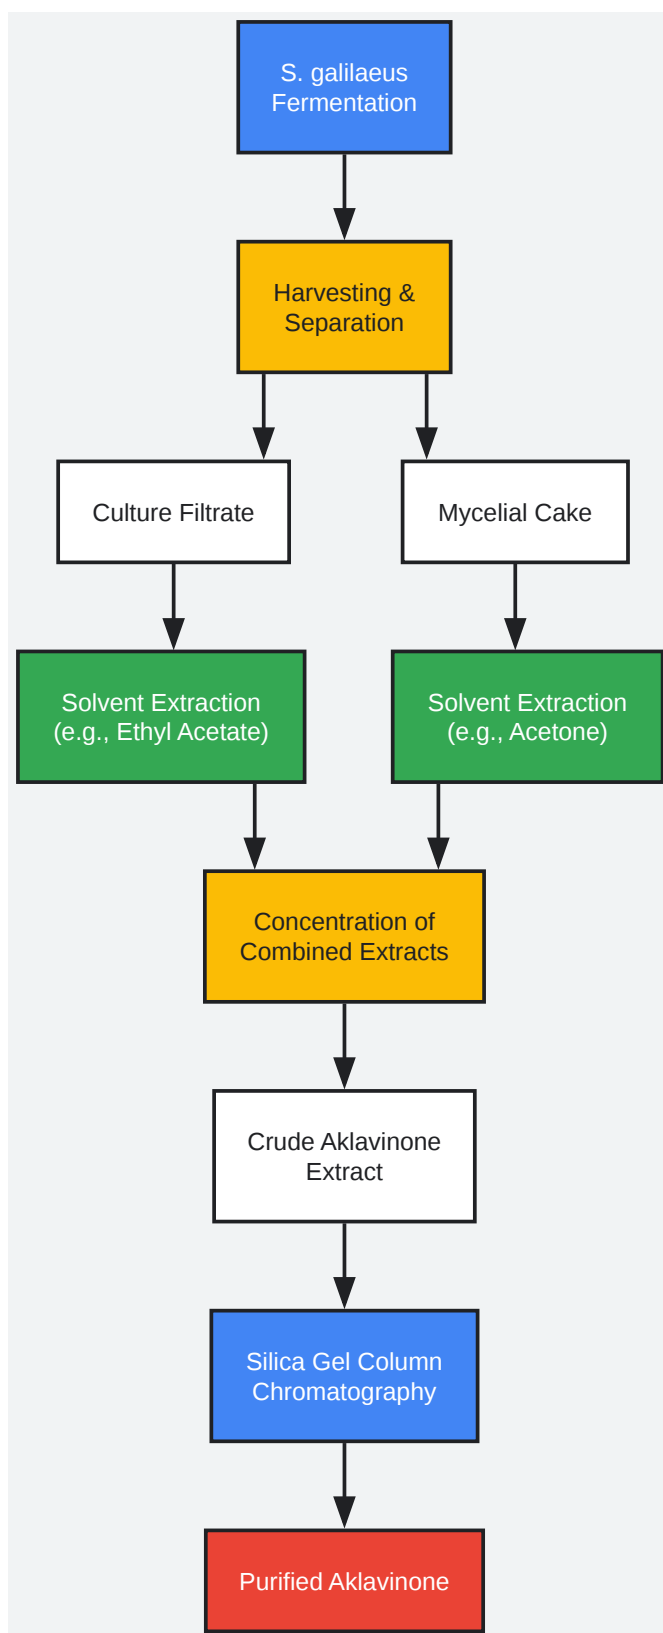 S. galilaeus
Fermentation
Harvesting &
Separation
Culture Filtrate
Mycelial Cake
Solvent Extraction
(e.g., Ethyl Acetate)
Solvent Extraction
(e.g., Acetone)
Concentration of
Combined Extracts
Crude Aklavinone
Extract
Silica Gel Column
Chromatography
Purified Aklavinone